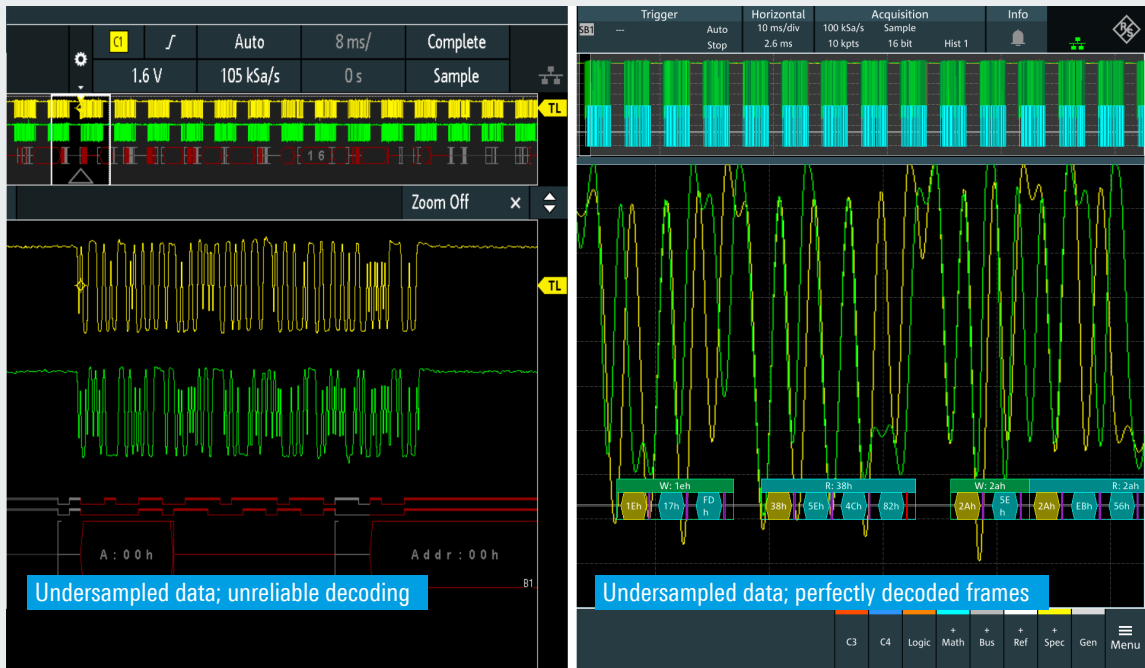 C1
Auto
8 ms/
Complete
1.6 V
105 kSa/s
0 s
Sample
TL
1 6
Zoom Off
×
TL
A:00h
Addr:00h
B1
Undersampled data; unreliable decoding
Trigger
Horizontal
Acquisition
Info
SB1
---
Auto
10 ms/div
100 kSa/s
Sample
Stop
2.6 ms
10 kpts
16 bit
Hist 1
R&S
W: 1eh
R: 38h
W: 2ah
R: 2ah
1Eh
17h
FD
h
38h
5Eh
4Ch
82h
2Ah
5E
h
2Ah
EBh
56h
Undersampled data; perfectly decoded frames
C3
C4
Logic
+
Math
+
Bus
+
Ref
+
Spec
Gen
Menu